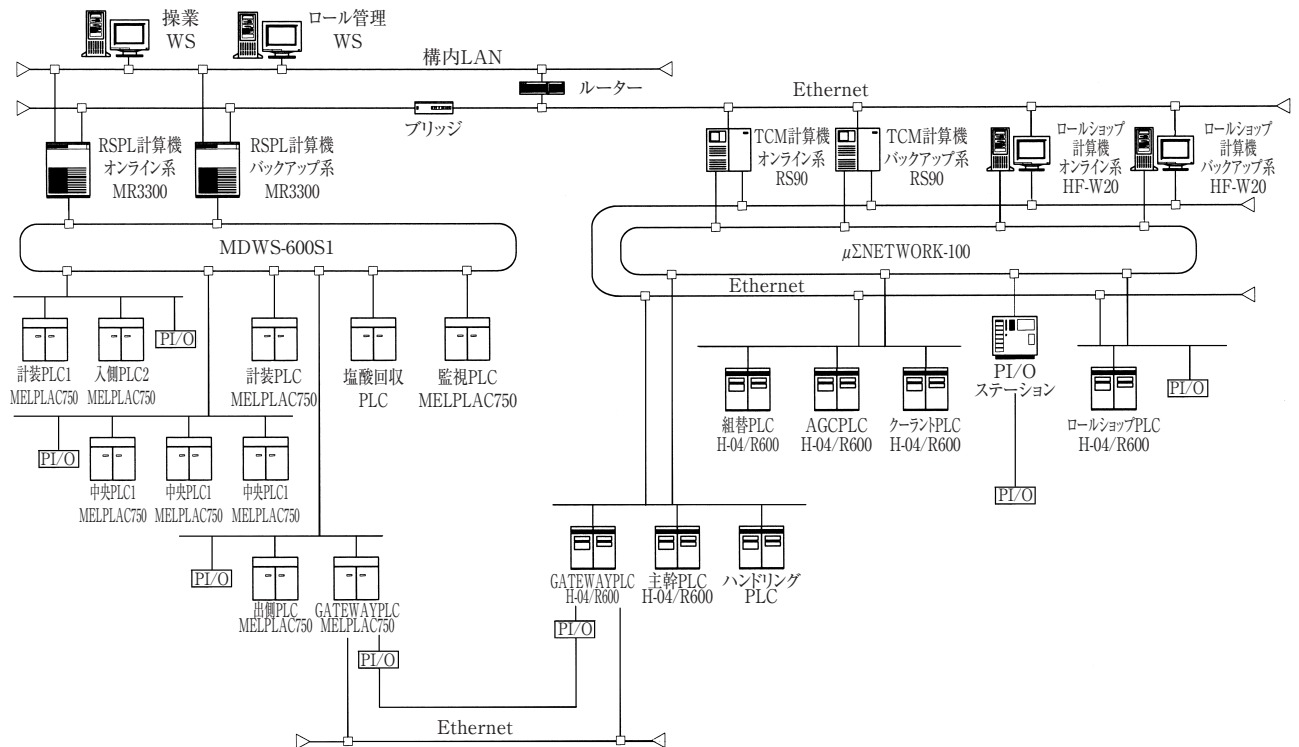 操業
WS
ロール管理
WS
構内LAN
ルーター
Ethernet
ブリッジ
RSPL計算機
オンライン系
MR3300
RSPL計算機
バックアップ系
MR3300
TCM計算機
オンライン系
RS90
TCM計算機
バックアップ系
RS90
ロールショップ
計算機
オンライン系
HF-W20
ロールショップ
計算機
バックアップ系
HF-W20
MDWS-600S1
μΣNETWORK-100
Ethernet
計装PLC1
MELPLAC750
入側PLC2
MELPLAC750
PI/O
計装PLC
MELPLAC750
塩酸回収
PLC
監視PLC
MELPLAC750
組替PLC
H-04/R600
AGCPLC
H-04/R600
クーラントPLC
H-04/R600
PI/O
ステーション
ロールショップPLC
H-04/R600
PI/O
PI/O
中央PLC1
MELPLAC750
中央PLC1
MELPLAC750
中央PLC1
MELPLAC750
PI/O
PI/O
出側PLC
MELPLAC750
GATEWAYPLC
MELPLAC750
GATEWAYPLC
H-04/R600
主幹PLC
H-04/R600
ハンドリング
PLC
PI/O
PI/O
Ethernet